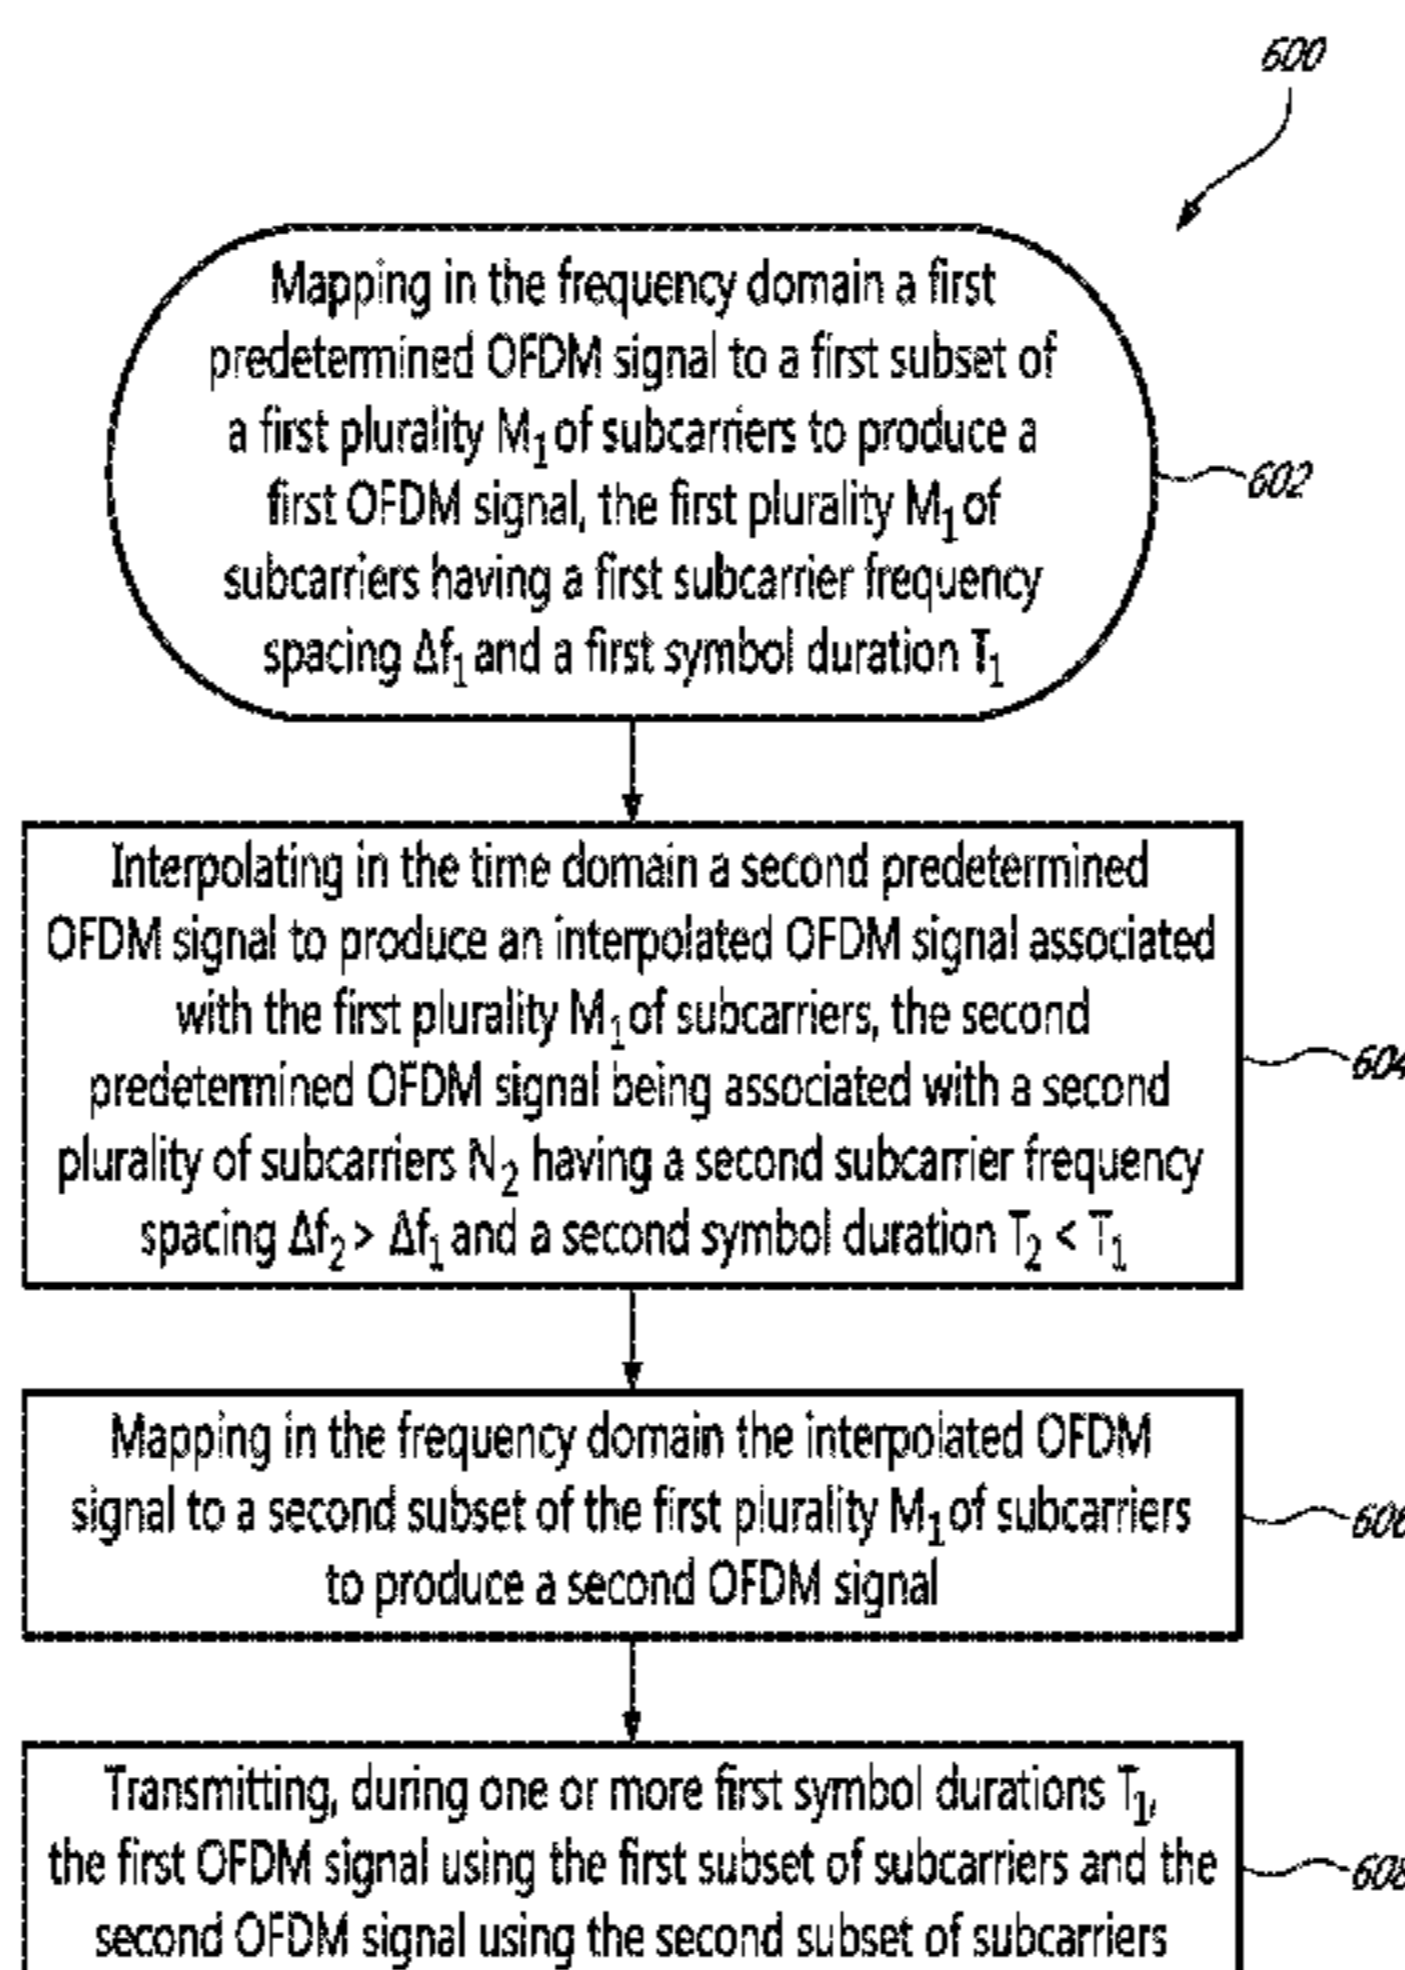 600
Mapping in the frequency domain a first
predetermined OFDM signal to a first subset of
a first plurality M₁ of subcarriers to produce a
first OFDM signal, the first plurality M₁ of
subcarriers having a first subcarrier frequency
spacing Δf₁ and a first symbol duration T₁
602
Interpolating in the time domain a second predetermined
OFDM signal to produce an interpolated OFDM signal associated
with the first plurality M₁ of subcarriers, the second
predetermined OFDM signal being associated with a second
plurality of subcarriers N₂ having a second subcarrier frequency
spacing Δf₂ > Δf₁ and a second symbol duration T₂ < T₁
604
Mapping in the frequency domain the interpolated OFDM
signal to a second subset of the first plurality M₁ of subcarriers
to produce a second OFDM signal
606
Transmitting, during one or more first symbol durations T₁,
the first OFDM signal using the first subset of subcarriers and the
second OFDM signal using the second subset of subcarriers
608